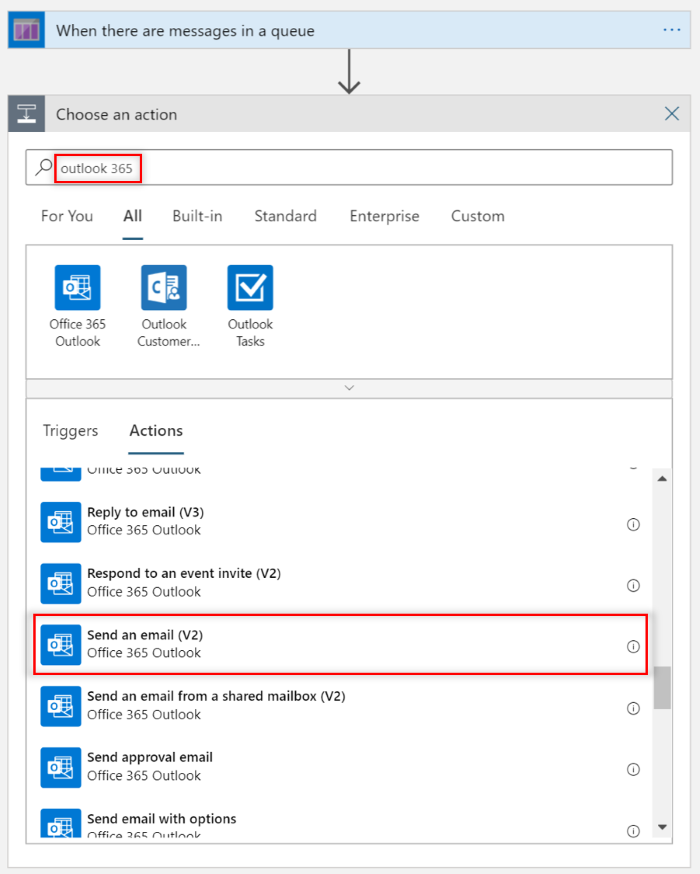 When there are messages in a queue
Choose an action
outlook 365
For You All Built-in Standard Enterprise Custom
Office 365 Outlook Outlook
Outlook Customer... Tasks
Triggers Actions
Office 365 Outlook
Reply to email (V3)
Office 365 Outlook
Respond to an event invite (V2)
Office 365 Outlook
Send an email (V2)
Office 365 Outlook
Send an email from a shared mailbox (V2)
Office 365 Outlook
Send approval email
Office 365 Outlook
Send email with options
Office 365 Outlook